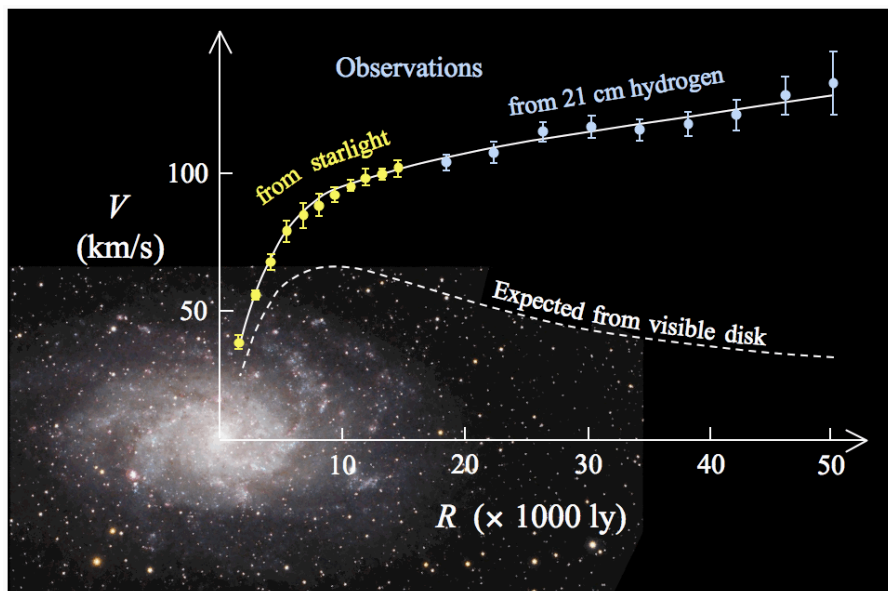 Observations
from 21 cm hydrogen
from starlight
100
V
(km/s)
50
Expected from visible disk
10
20
30
40
50
R (× 1000 ly)